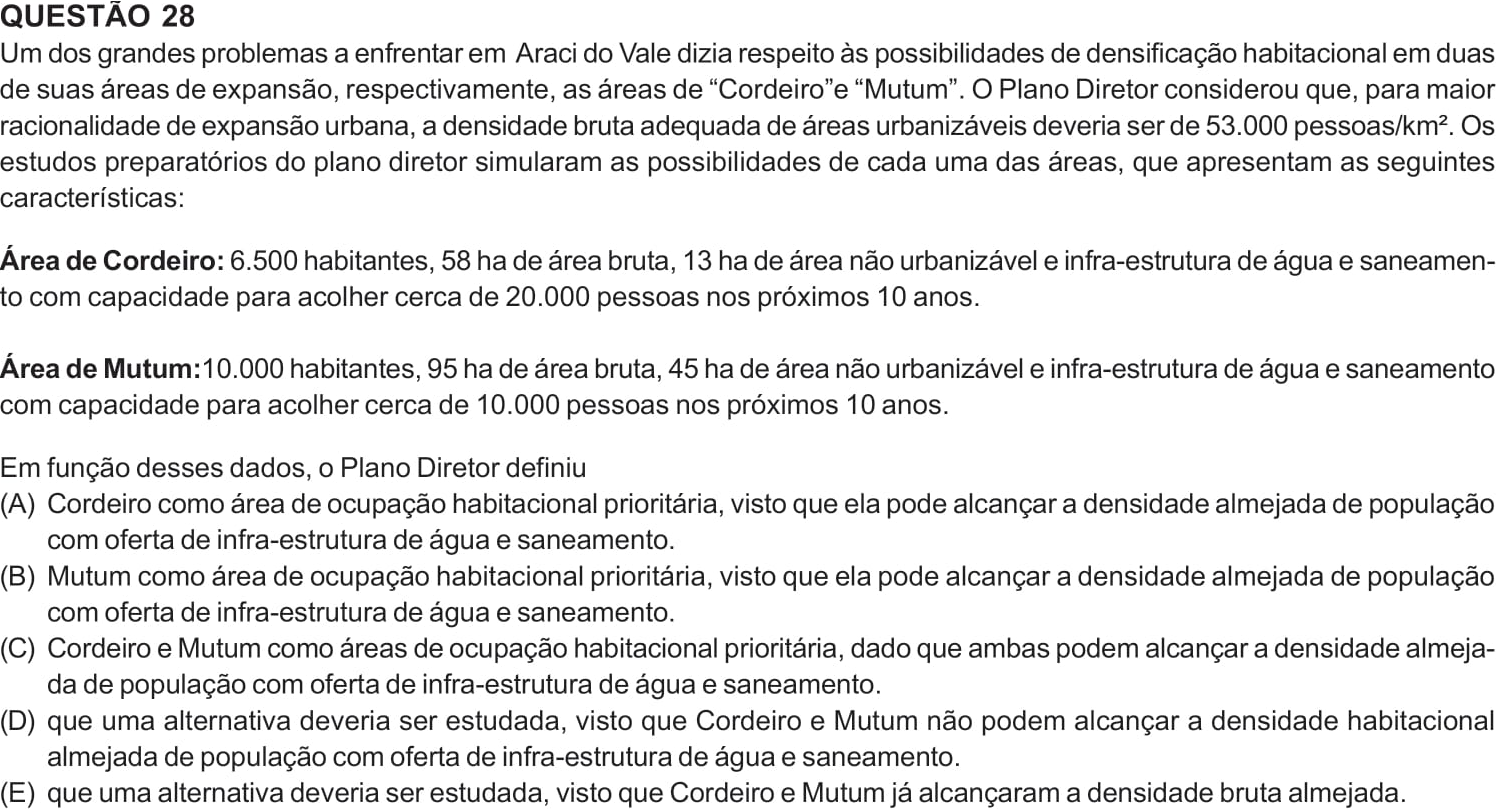 QUESTÃO 28
Um dos grandes problemas a enfrentar em Araci do Vale dizia respeito às possibilidades de densificação habitacional em duas
de suas áreas de expansão, respectivamente, as áreas de “Cordeiro”e “Mutum”. O Plano Diretor considerou que, para maior
racionalidade de expansão urbana, a densidade bruta adequada de áreas urbanizáveis deveria ser de 53.000 pessoas/km². Os
estudos preparatórios do plano diretor simularam as possibilidades de cada uma das áreas, que apresentam as seguintes
características:
Área de Cordeiro: 6.500 habitantes, 58 ha de área bruta, 13 ha de área não urbanizável e infra-estrutura de água e saneamen-
to com capacidade para acolher cerca de 20.000 pessoas nos próximos 10 anos.
Área de Mutum:10.000 habitantes, 95 ha de área bruta, 45 ha de área não urbanizável e infra-estrutura de água e saneamento
com capacidade para acolher cerca de 10.000 pessoas nos próximos 10 anos.
Em função desses dados, o Plano Diretor definiu
(A) Cordeiro como área de ocupação habitacional prioritária, visto que ela pode alcançar a densidade almejada de população
com oferta de infra-estrutura de água e saneamento.
(B) Mutum como área de ocupação habitacional prioritária, visto que ela pode alcançar a densidade almejada de população
com oferta de infra-estrutura de água e saneamento.
(C) Cordeiro e Mutum como áreas de ocupação habitacional prioritária, dado que ambas podem alcançar a densidade almeja-
da de população com oferta de infra-estrutura de água e saneamento.
(D) que uma alternativa deveria ser estudada, visto que Cordeiro e Mutum não podem alcançar a densidade habitacional
almejada de população com oferta de infra-estrutura de água e saneamento.
(E) que uma alternativa deveria ser estudada, visto que Cordeiro e Mutum já alcançaram a densidade bruta almejada.